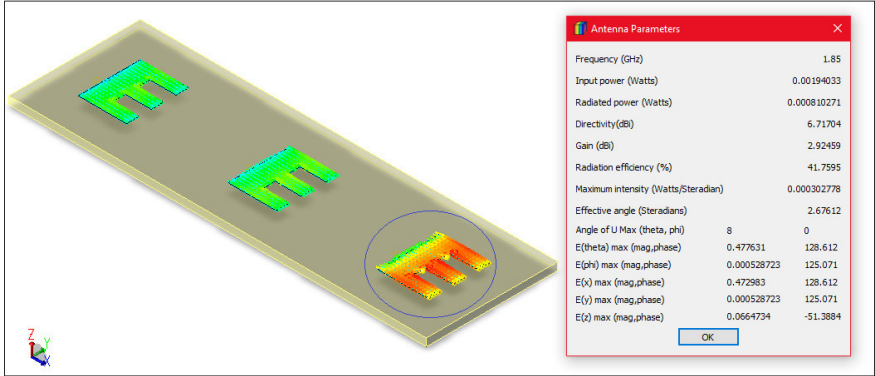 Antenna Parameters
Frequency (GHz) 1.85
Input power (Watts) 0.00194033
Radiated power (Watts) 0.000810271
Directivity(dBi) 6.71704
Gain (dBi) 2.92459
Radiation efficiency (%) 41.7595
Maximum intensity (Watts/Steradian) 0.000302778
Effective angle (Steradians) 2.67612
Angle of U Max (theta, phi) 8 0
E(theta) max (mag,phase) 0.477631 128.612
E(phi) max (mag,phase) 0.000528723 125.071
E(x) max (mag,phase) 0.472983 128.612
E(y) max (mag,phase) 0.000528723 125.071
E(z) max (mag,phase) 0.0664734 -51.3884
OK
Z
Y
X